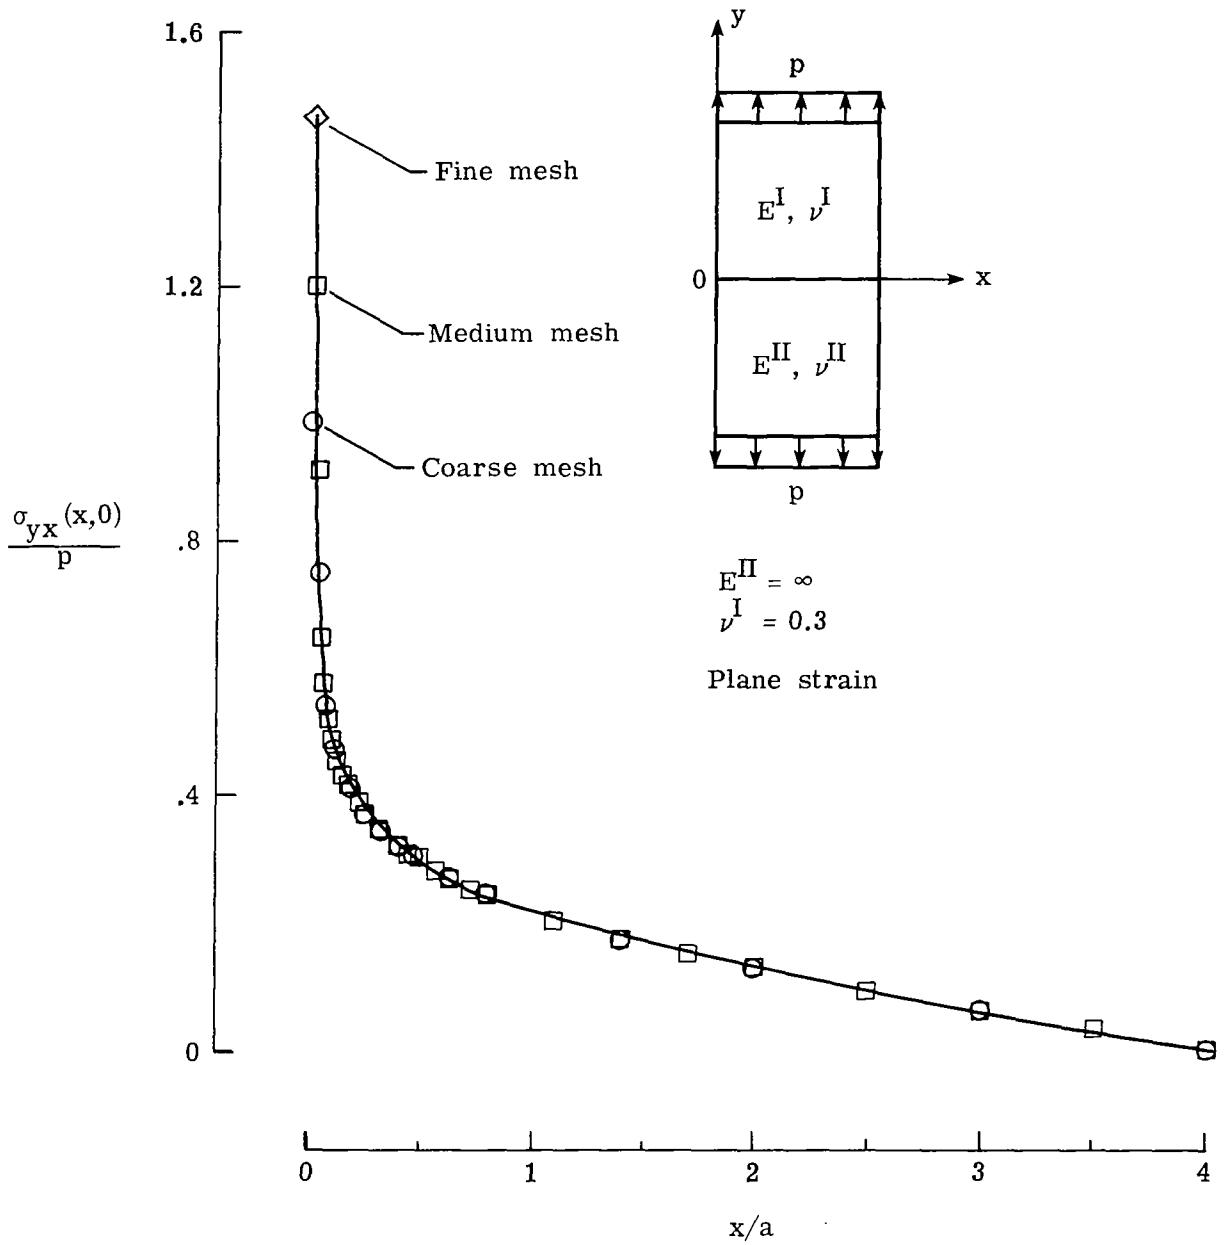 1.6
1.2
.8
.4
0
σyx(x,0)
p
Fine mesh
Medium mesh
Coarse mesh
y
p
E^I, ν^I
0
x
E^II, ν^II
p
E^II = ∞
ν^I = 0.3
Plane strain
0
1
2
3
4
x/a